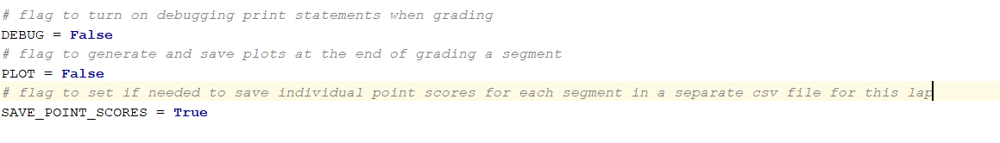 # flag to turn on debugging print statements when grading
DEBUG = False
# flag to generate and save plots at the end of grading a segment
PLOT = False
# flag to set if needed to save individual point scores for each segment in a separate csv file for this lap
SAVE_POINT_SCORES = True